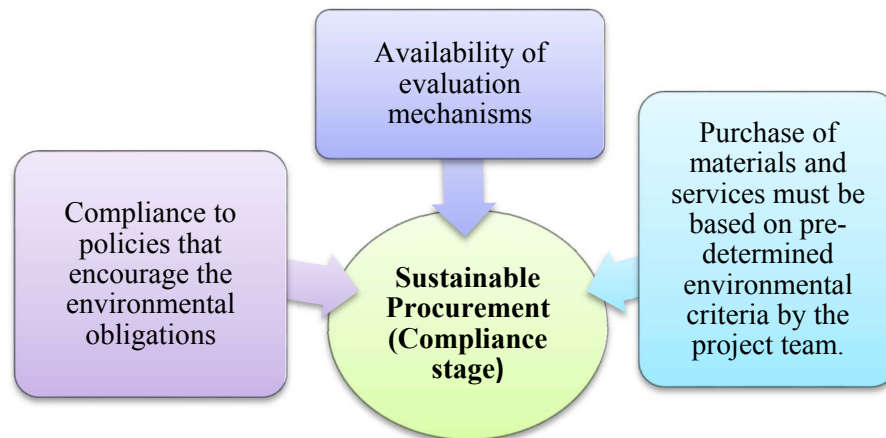 Availability of
evaluation
mechanisms
Compliance to
policies that
encourage the
environmental
obligations
Sustainable
Procurement
(Compliance
stage)
Purchase of
materials and
services must be
based on pre-
determined
environmental
criteria by the
project team.